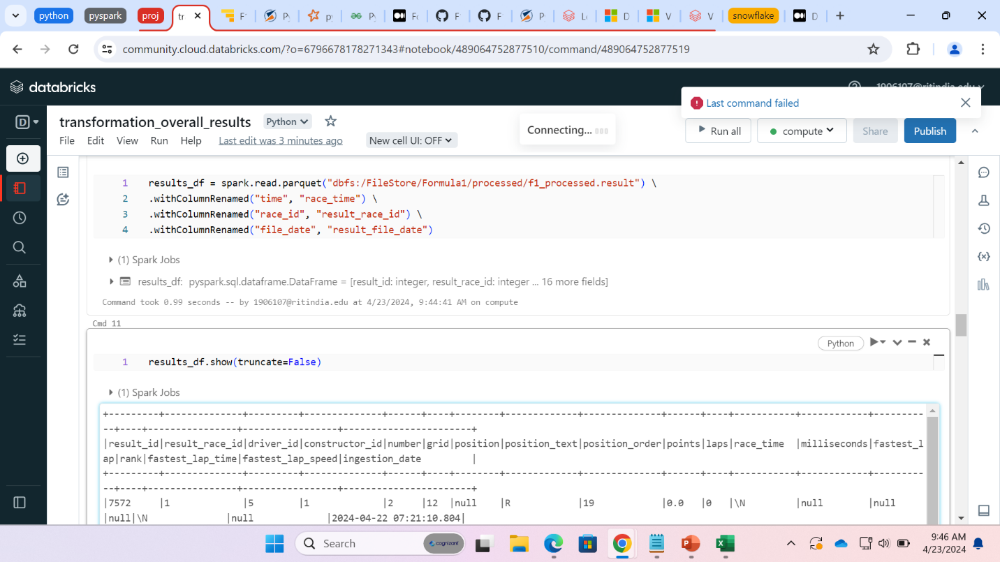 python
pyspark
proj
tr
F1
Py
py
Py
Fo
F
F
P
Lo
D
V
V
snowflake
D
community.cloud.databricks.com/?o=6796678178271343#notebook/489064752877510/command/489064752877519
databricks
1906107@ritindia.edu
Last command failed
D
transformation_overall_results
Python
Connecting...
Run all
compute
Share
Publish
File
Edit
View
Run
Help
Last edit was 3 minutes ago
New cell UI: OFF
1 results_df = spark.read.parquet("dbfs:/FileStore/Formula1/processed/f1_processed.result") \
2 .withColumnRenamed("time", "race_time") \
3 .withColumnRenamed("race_id", "result_race_id") \
4 .withColumnRenamed("file_date", "result_file_date")
(1) Spark Jobs
results_df: pyspark.sql.dataframe.DataFrame = [result_id: integer, result_race_id: integer ... 16 more fields]
Command took 0.99 seconds -- by 1906107@ritindia.edu at 4/23/2024, 9:44:41 AM on compute
Cmd 11
Python
1 results_df.show(truncate=False)
(1) Spark Jobs
+---------+--------------+---------+--------------+------+----+--------+-------------+--------------+------+----+-----------+------------+---------
--+----+----------------+-----------------+-----------------------+
|result_id|result_race_id|driver_id|constructor_id|number|grid|position|position_text|position_order|points|laps|race_time |milliseconds|fastest_l
ap|rank|fastest_lap_time|fastest_lap_speed|ingestion_date |
+---------+--------------+---------+--------------+------+----+--------+-------------+--------------+------+----+-----------+------------+---------
--+----+----------------+-----------------+-----------------------+
|7572 |1 |5 |1 |2 |12 |null |R |19 |0.0 |0 |\N |null |null
|null|\N |null |2024-04-22 07:21:10.804|
Search
cognizant
9:46 AM
4/23/2024